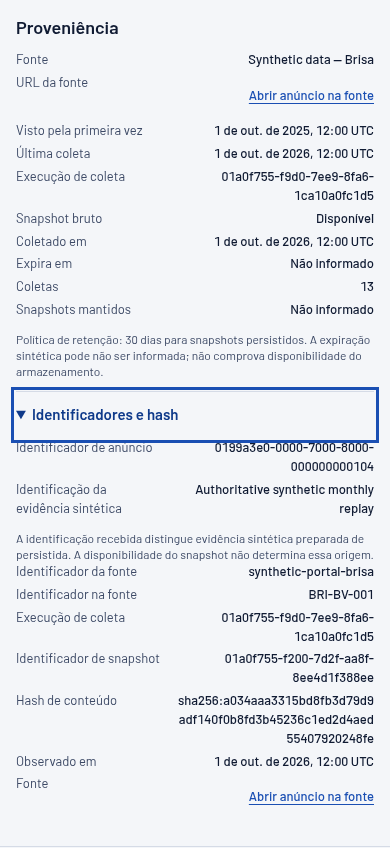 Proveniência
Fonte Synthetic data — Brisa
URL da fonte
Abrir anúncio na fonte
Visto pela primeira vez 1 de out. de 2025, 12:00 UTC
Última coleta 1 de out. de 2026, 12:00 UTC
Execução de coleta 01a0f755-f9d0-7ee9-8fa6-
1ca10a0fc1d5
Snapshot bruto Disponível
Coletado em 1 de out. de 2026, 12:00 UTC
Expira em Não informado
Coletas 13
Snapshots mantidos Não informado
Política de retenção: 30 dias para snapshots persistidos. A expiração
sintética pode não ser informada; não comprova disponibilidade do
armazenamento.
▼ Identificadores e hash
Identificador de anúncio 0199a3e0-0000-7000-8000-
000000000104
Identificação da Authoritative synthetic monthly
evidência sintética replay
A identificação recebida distingue evidência sintética preparada de
persistida. A disponibilidade do snapshot não determina essa origem.
Identificador da fonte synthetic-portal-brisa
Identificador na fonte BRI-BV-001
Execução de coleta 01a0f755-f9d0-7ee9-8fa6-
1ca10a0fc1d5
Identificador de snapshot 01a0f755-f200-7d2f-aa8f-
8ee4d1f388ee
Hash de conteúdo sha256:a034aaa3315bd8fb3d79d9
adf140f0b8fd3b45236c1ed2d4aed
55407920248fe
Observado em 1 de out. de 2026, 12:00 UTC
Fonte
Abrir anúncio na fonte